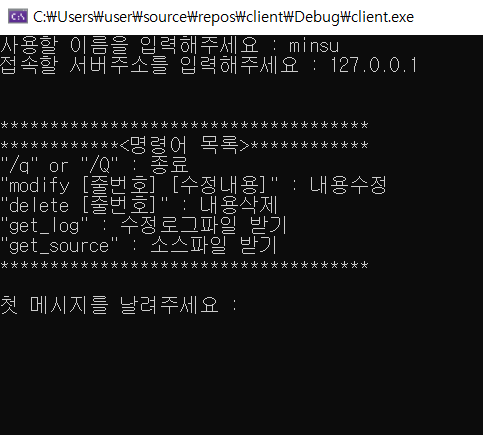 C:\Users\user\source\repos\client\Debug\client.exe
사용할 이름을 입력해주세요 : minsu
접속할 서버주소를 입력해주세요 : 127.0.0.1
*************************************
************<명령어 목록>************
"/q" or "/Q" : 종료
"modify [줄번호] [수정내용]" : 내용수정
"delete [줄번호]" : 내용삭제
"get_log" : 수정로그파일 받기
"get_source" : 소스파일 받기
*************************************
첫 메시지를 날려주세요 :